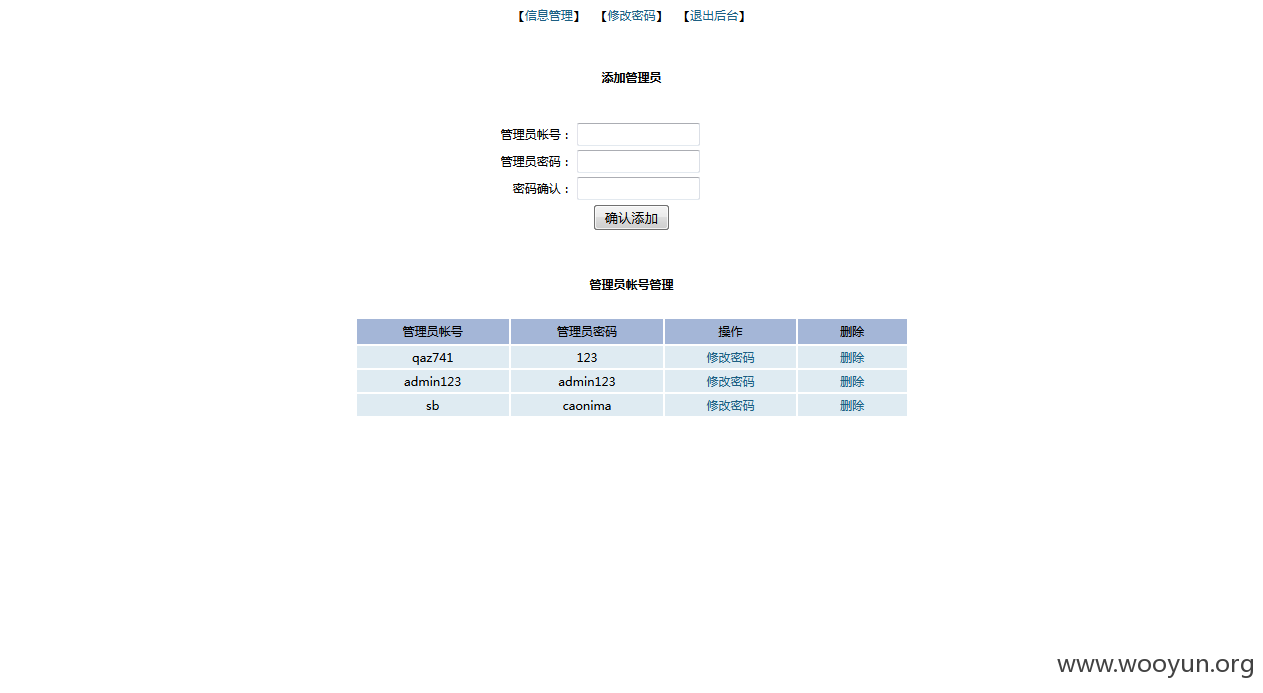 【信息管理】 【修改密码】 【退出后台】
添加管理员
管理员帐号：
管理员密码：
密码确认：
确认添加
管理员帐号管理
管理员帐号 管理员密码 操作 删除
qaz741 123 修改密码 删除
admin123 admin123 修改密码 删除
sb caonima 修改密码 删除
www.wooyun.org